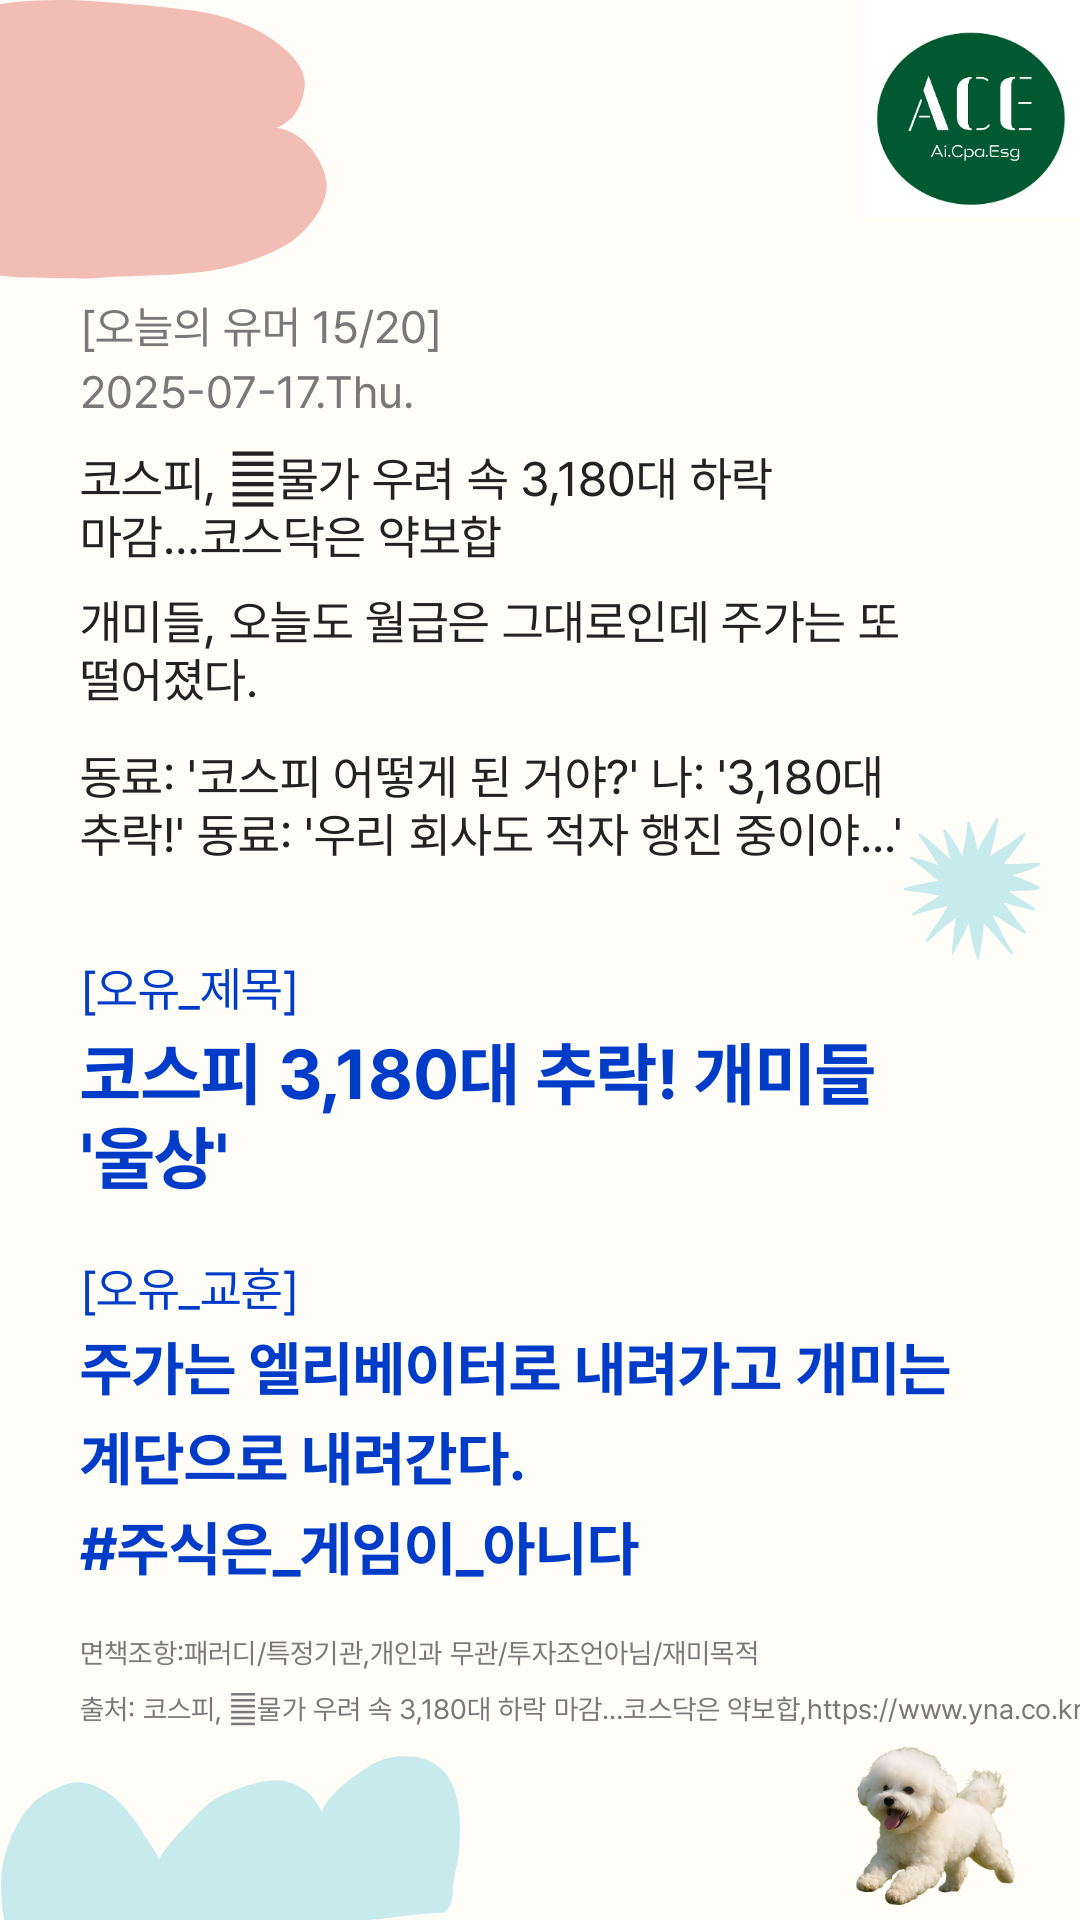 ACE
Ai.Cpa.Esg
[오늘의 유머 15/20]
2025-07-17.Thu.
코스피, 물가 우려 속 3,180대 하락
마감…코스닥은 약보합
개미들, 오늘도 월급은 그대로인데 주가는 또
떨어졌다.
동료: '코스피 어떻게 된 거야?' 나: '3,180대
추락!' 동료: '우리 회사도 적자 행진 중이야...'
[오유_제목]
코스피 3,180대 추락! 개미들
'울상'
[오유_교훈]
주가는 엘리베이터로 내려가고 개미는
계단으로 내려간다.
#주식은_게임이_아니다
면책조항:패러디/특정기관,개인과 무관/투자조언아님/재미목적
출처: 코스피, 물가 우려 속 3,180대 하락 마감…코스닥은 약보합,https://www.yna.co.kr